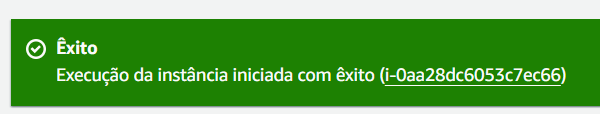 Êxito
Execução da instância iniciada com êxito (i-0aa28dc6053c7ec66)